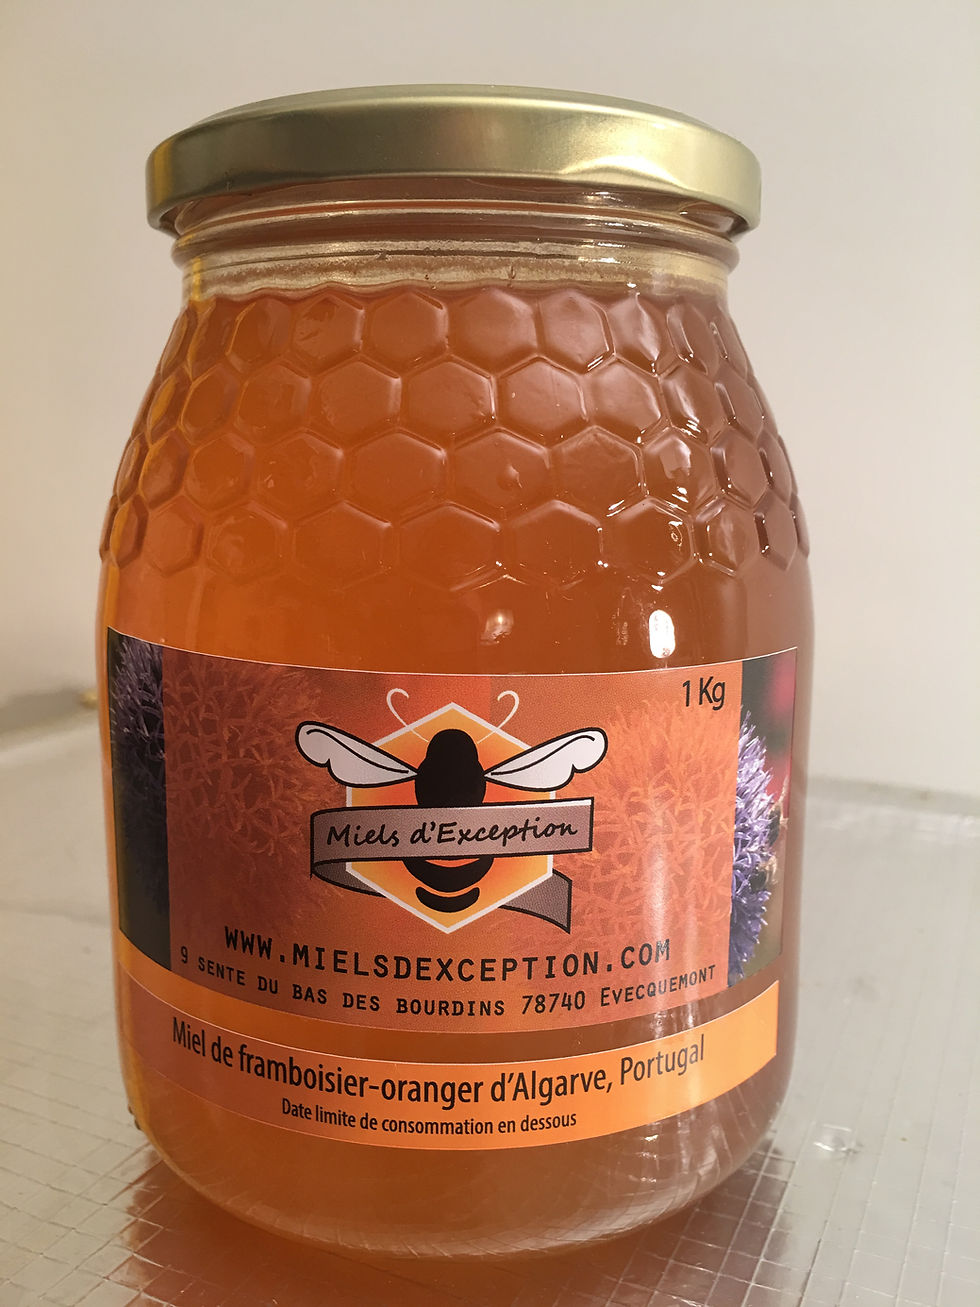 1 Kg
Miels d'Exception
WWW.MIELSDEXCEPTION.COM
9 SENTE DU BAS DES BOURDINS 78740 EVECQUEMONT
Miel de framboisier-oranger d'Algarve, Portugal
Date limite de consommation en dessous